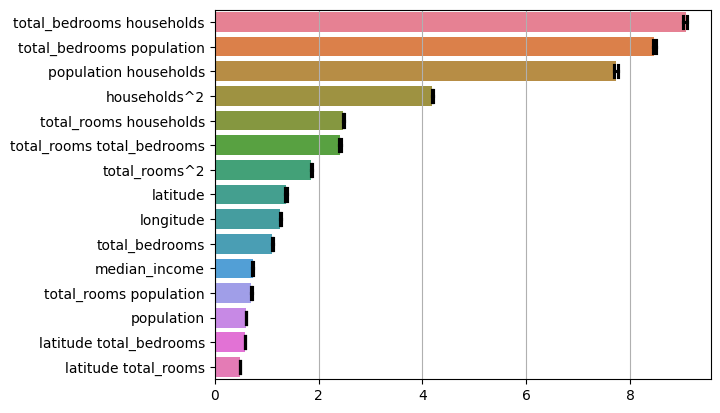 total_bedrooms households
total_bedrooms population
population households
households^2
total_rooms households
total_rooms total_bedrooms
total_rooms^2
latitude
longitude
total_bedrooms
median_income
total_rooms population
population
latitude total_bedrooms
latitude total_rooms
0 2 4 6 8